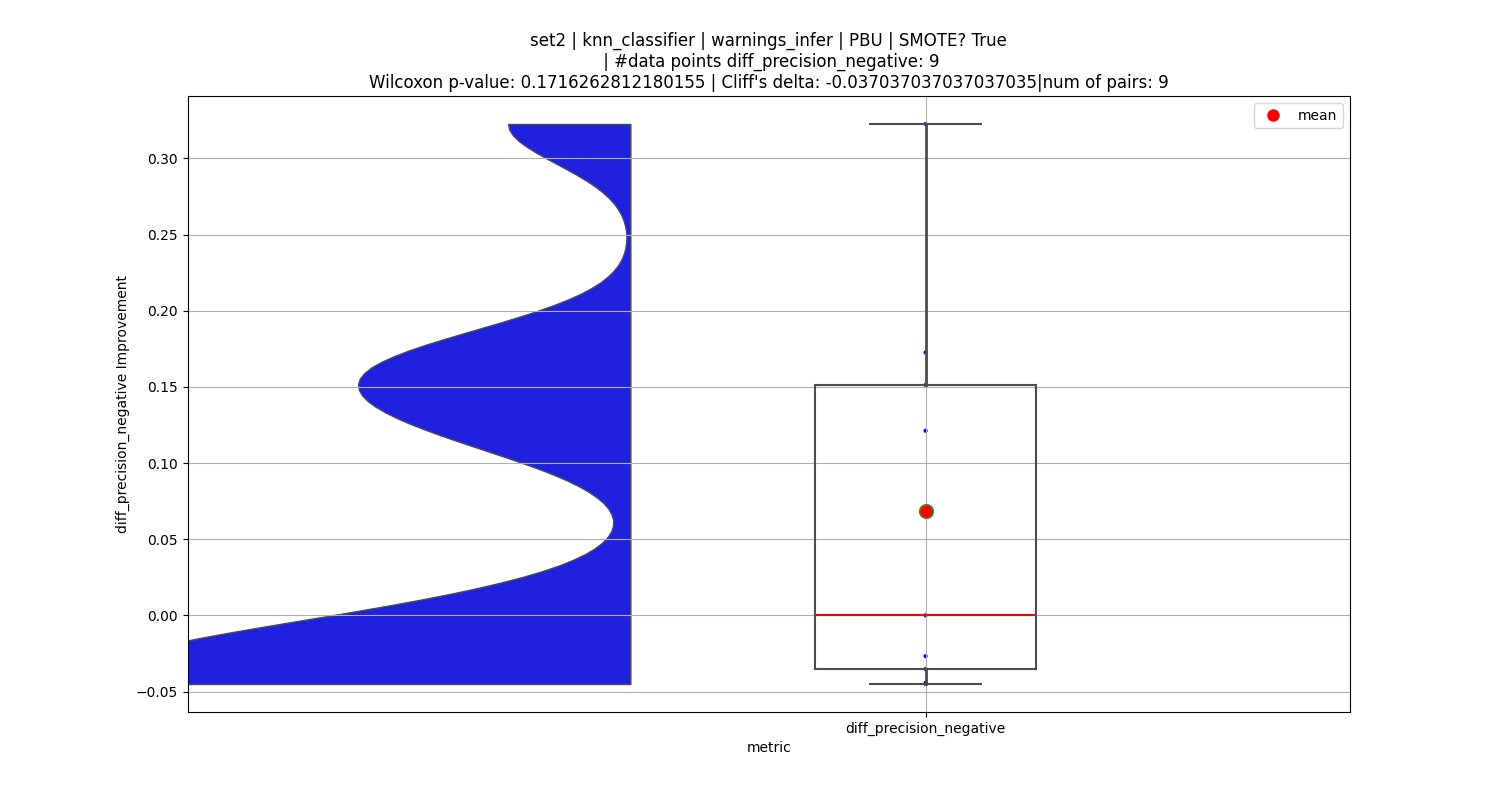 set2 | knn_classifier | warnings_infer | PBU | SMOTE? True
| #data points diff_precision_negative: 9
Wilcoxon p-value: 0.1716262812180155 | Cliff's delta: -0.037037037037037035|num of pairs: 9
mean
0.30
0.25
0.20
0.15
0.10
0.05
0.00
−0.05
diff_precision_negative Improvement
diff_precision_negative
metric